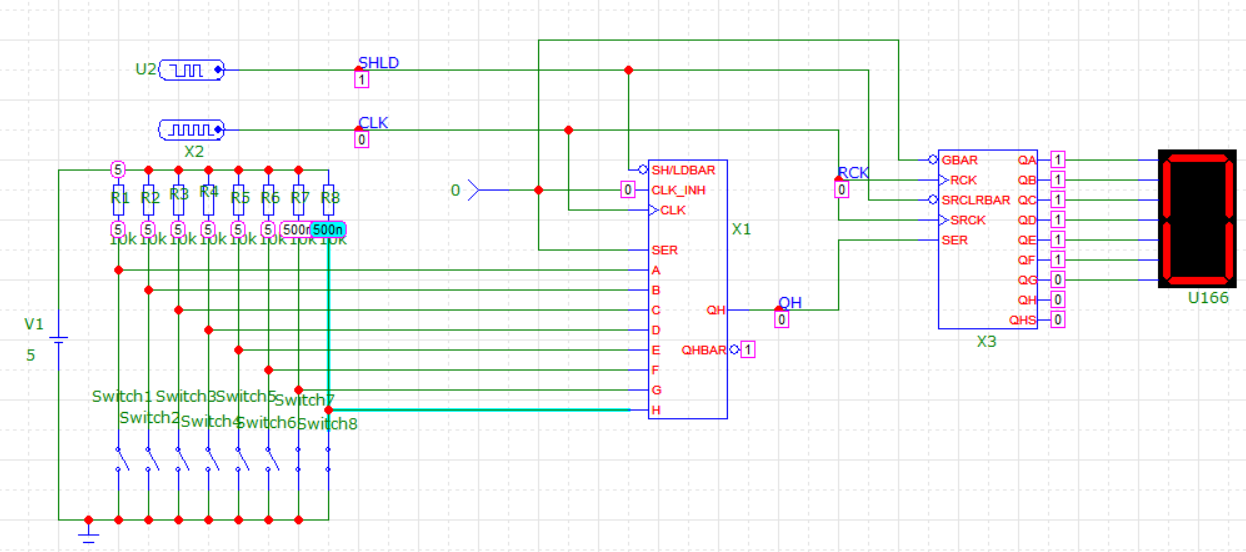 U2
SHLD
1
CLK
0
X2
5
R1 R2 R3 R4 R5 R6 R7 R8
5 5 5 5 5 5 500n 500n
10k 10k 10k 10k 10k 10k 10k 10k
V1
5
Switch1 Switch3 Switch5 Switch7
Switch2 Switch4 Switch6 Switch8
0
0
SH/LDBAR
CLK_INH
CLK
SER
A
B
C
D
E
F
G
H
QH
QHBAR
1
X1
QH
0
RCK
0
GBAR
RCK
SRCLRBAR
SRCK
SER
QA 1
QB 1
QC 1
QD 1
QE 1
QF 1
QG 0
QH 0
QHS 0
X3
0
U166